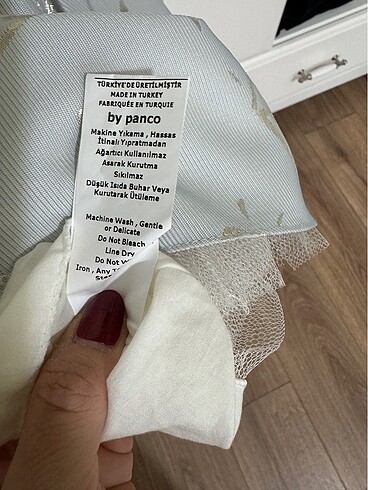 TÜRKİYE'DE ÜRETİLMİŞTİR
MADE IN TURKEY
FABRIQUÉE EN TURQUIE
by panco
Makine Yıkama , Hassas
İtinalı Yıpratmadan
Ağartıcı Kullanılmaz
Asarak Kurutma
Sıkılmaz
Düşük Isıda Buhar Veya
Kurutarak Ütüleme
Machine Wash , Gentle
or Delicate
Do Not Bleach
Line Dry
Do Not
Iron , Any